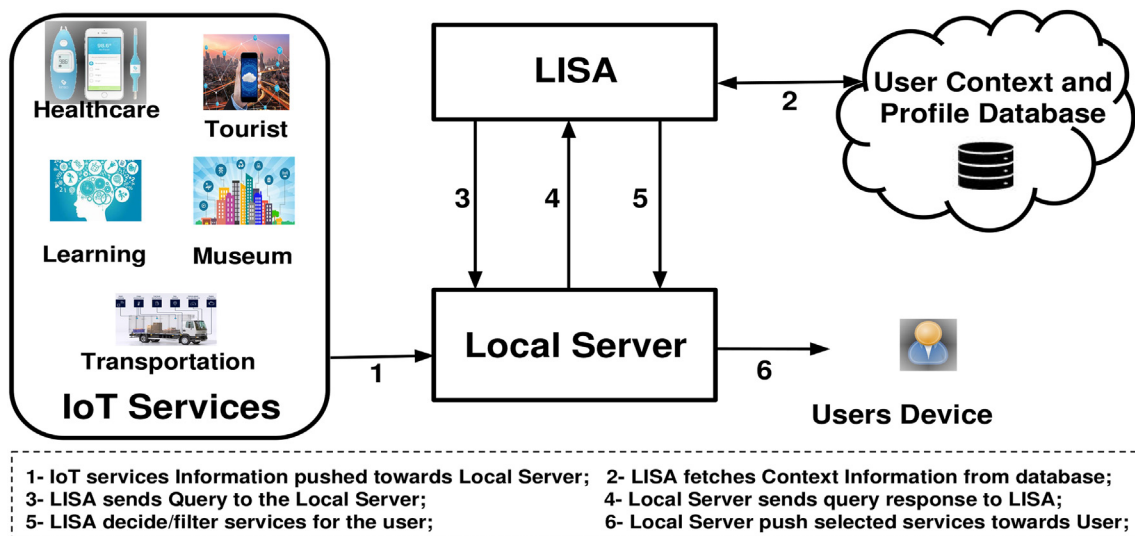 Healthcare
Tourist
Learning
Museum
Transportation
IoT Services
LISA
User Context and
Profile Database
2
3
4
5
Local Server
1
6
Users Device
1- IoT services Information pushed towards Local Server;
2- LISA fetches Context Information from database;
3- LISA sends Query to the Local Server;
4- Local Server sends query response to LISA;
5- LISA decide/filter services for the user;
6- Local Server push selected services towards User;